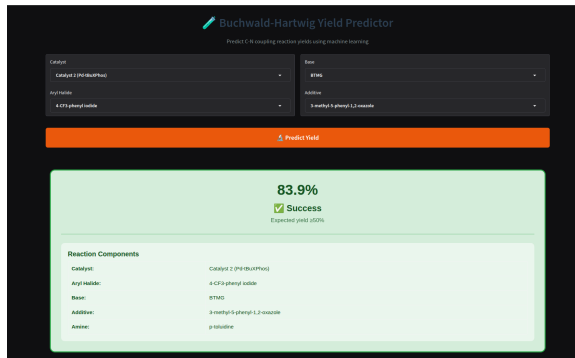 Buchwald-Hartwig Yield Predictor
Predict C-N coupling reaction yields using machine learning
Catalyst
Catalyst 2 (Pd-tBuXPhos)
Base
BTMG
Aryl Halide
4-CF3-phenyl iodide
Additive
3-methyl-5-phenyl-1,2-oxazole
Predict Yield
83.9%
Success
Expected yield ≥50%
Reaction Components
Catalyst: Catalyst 2 (Pd-tBuXPhos)
Aryl Halide: 4-CF3-phenyl iodide
Base: BTMG
Additive: 3-methyl-5-phenyl-1,2-oxazole
Amine: p-toluidine